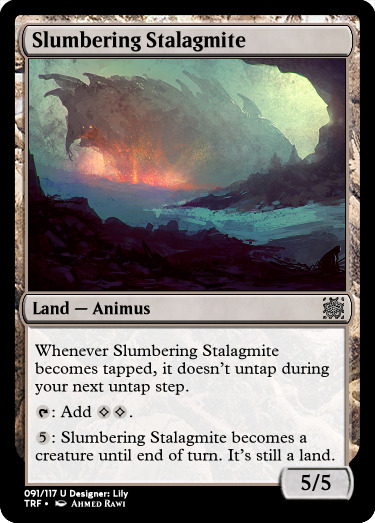 Slumbering Stalagmite
Land — Animus
Whenever Slumbering Stalagmite
becomes tapped, it doesn't untap during
your next untap step.
: Add .
5: Slumbering Stalagmite becomes a
creature until end of turn. It's still a land.
5/5
091/117 U Designer: Lily
TRF • Ahmed Rawi